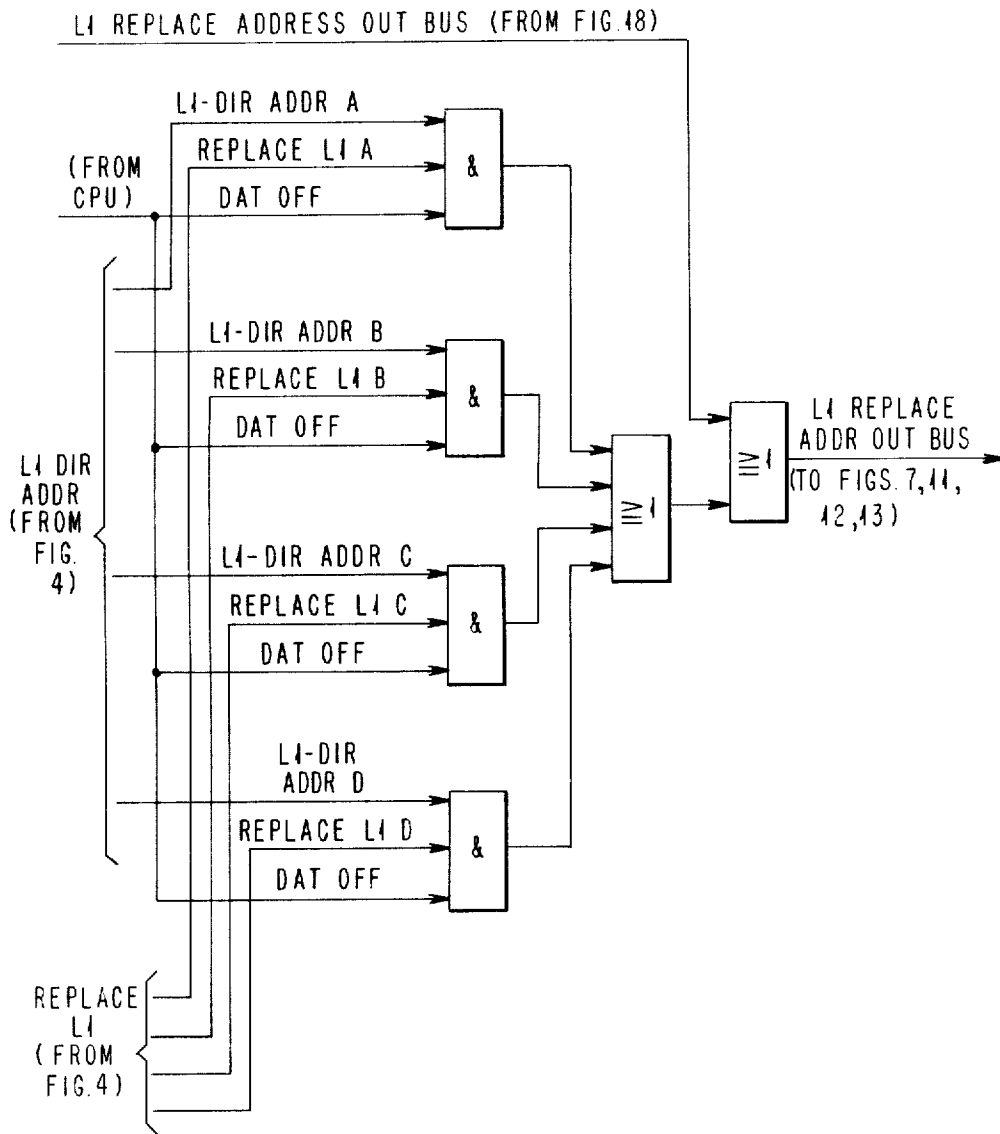 L1 REPLACE ADDRESS OUT BUS (FROM FIG.18)
L1-DIR ADDR A
(FROM
CPU)
REPLACE L1 A
DAT OFF
&
L1-DIR ADDR B
REPLACE L1 B
DAT OFF
&
L1 DIR
ADDR
(FROM
FIG.
4)
L1-DIR ADDR C
REPLACE L1 C
DAT OFF
&
L1-DIR
ADDR D
REPLACE L1 D
DAT OFF
&
≥1
≥1
L1 REPLACE
ADDR OUT BUS
(TO FIGS. 7,11,
12,13)
REPLACE
L1
(FROM
FIG.4)